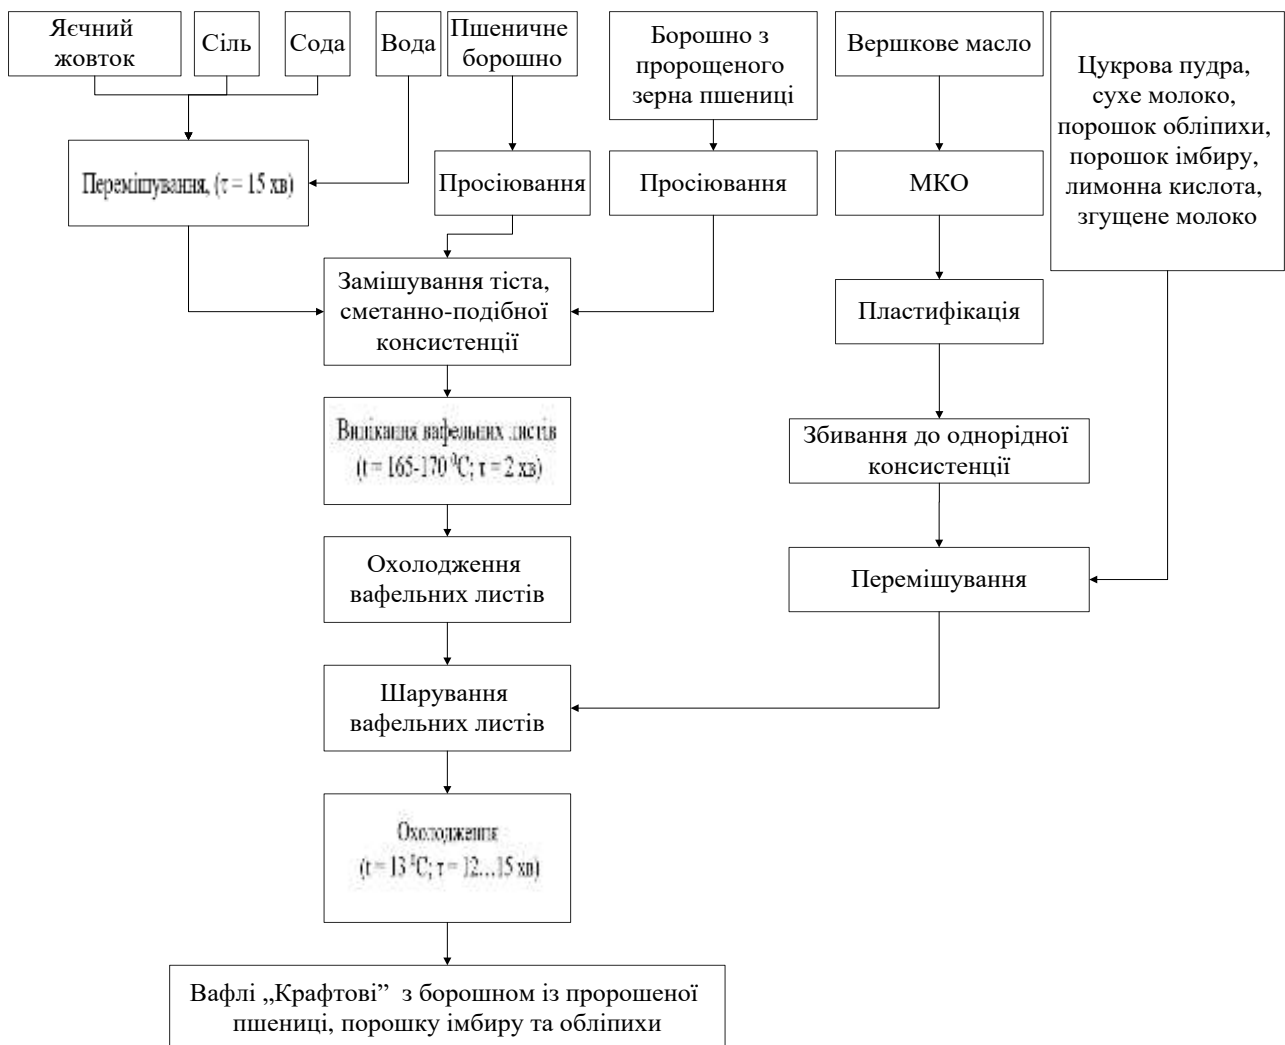 Яєчний
жовток
Сіль
Сода
Вода
Пшеничне
борошно
Борошно з
пророщеного
зерна пшениці
Вершкове масло
Цукрова пудра,
сухе молоко,
порошок обліпихи,
порошок імбиру,
лимонна кислота,
згущене молоко
Перемішування, (τ = 15 хв)
Просіювання
Просіювання
МКО
Замішування тіста,
сметанно-подібної
консистенції
Пластифікація
Випікання вафельних листів
(t = 165-170 ⁰С; τ = 2 хв)
Збивання до однорідної
консистенції
Охолодження
вафельних листів
Перемішування
Шарування
вафельних листів
Охолодження
(t = 13 ⁰С; τ = 12...15 хв)
Вафлі „Крафтові” з борошном із пророшеної
пшениці, порошку імбиру та обліпихи